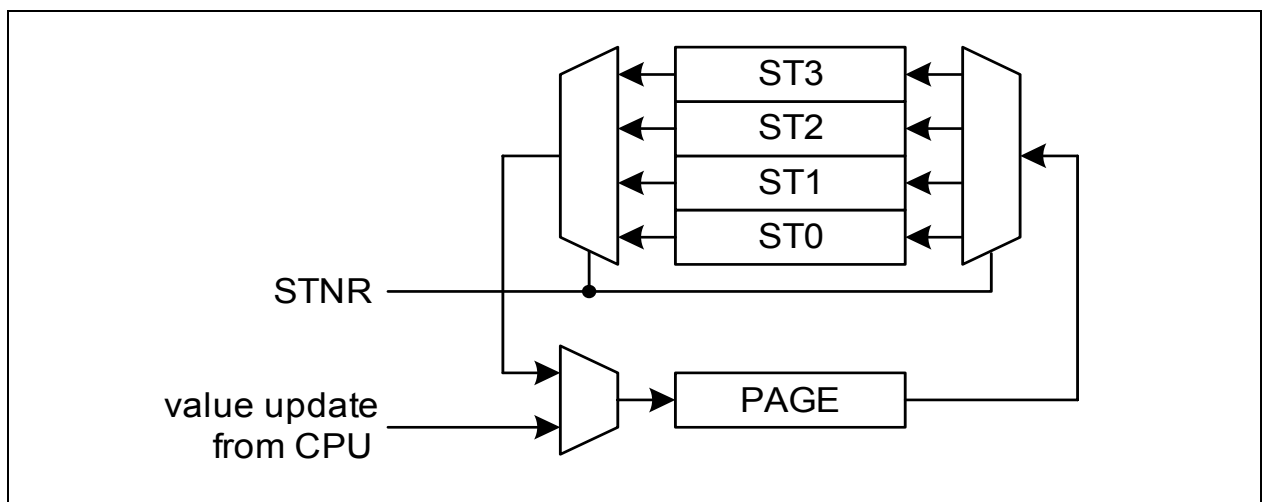 ST3
ST2
ST1
ST0
STNR
value update
from CPU
PAGE